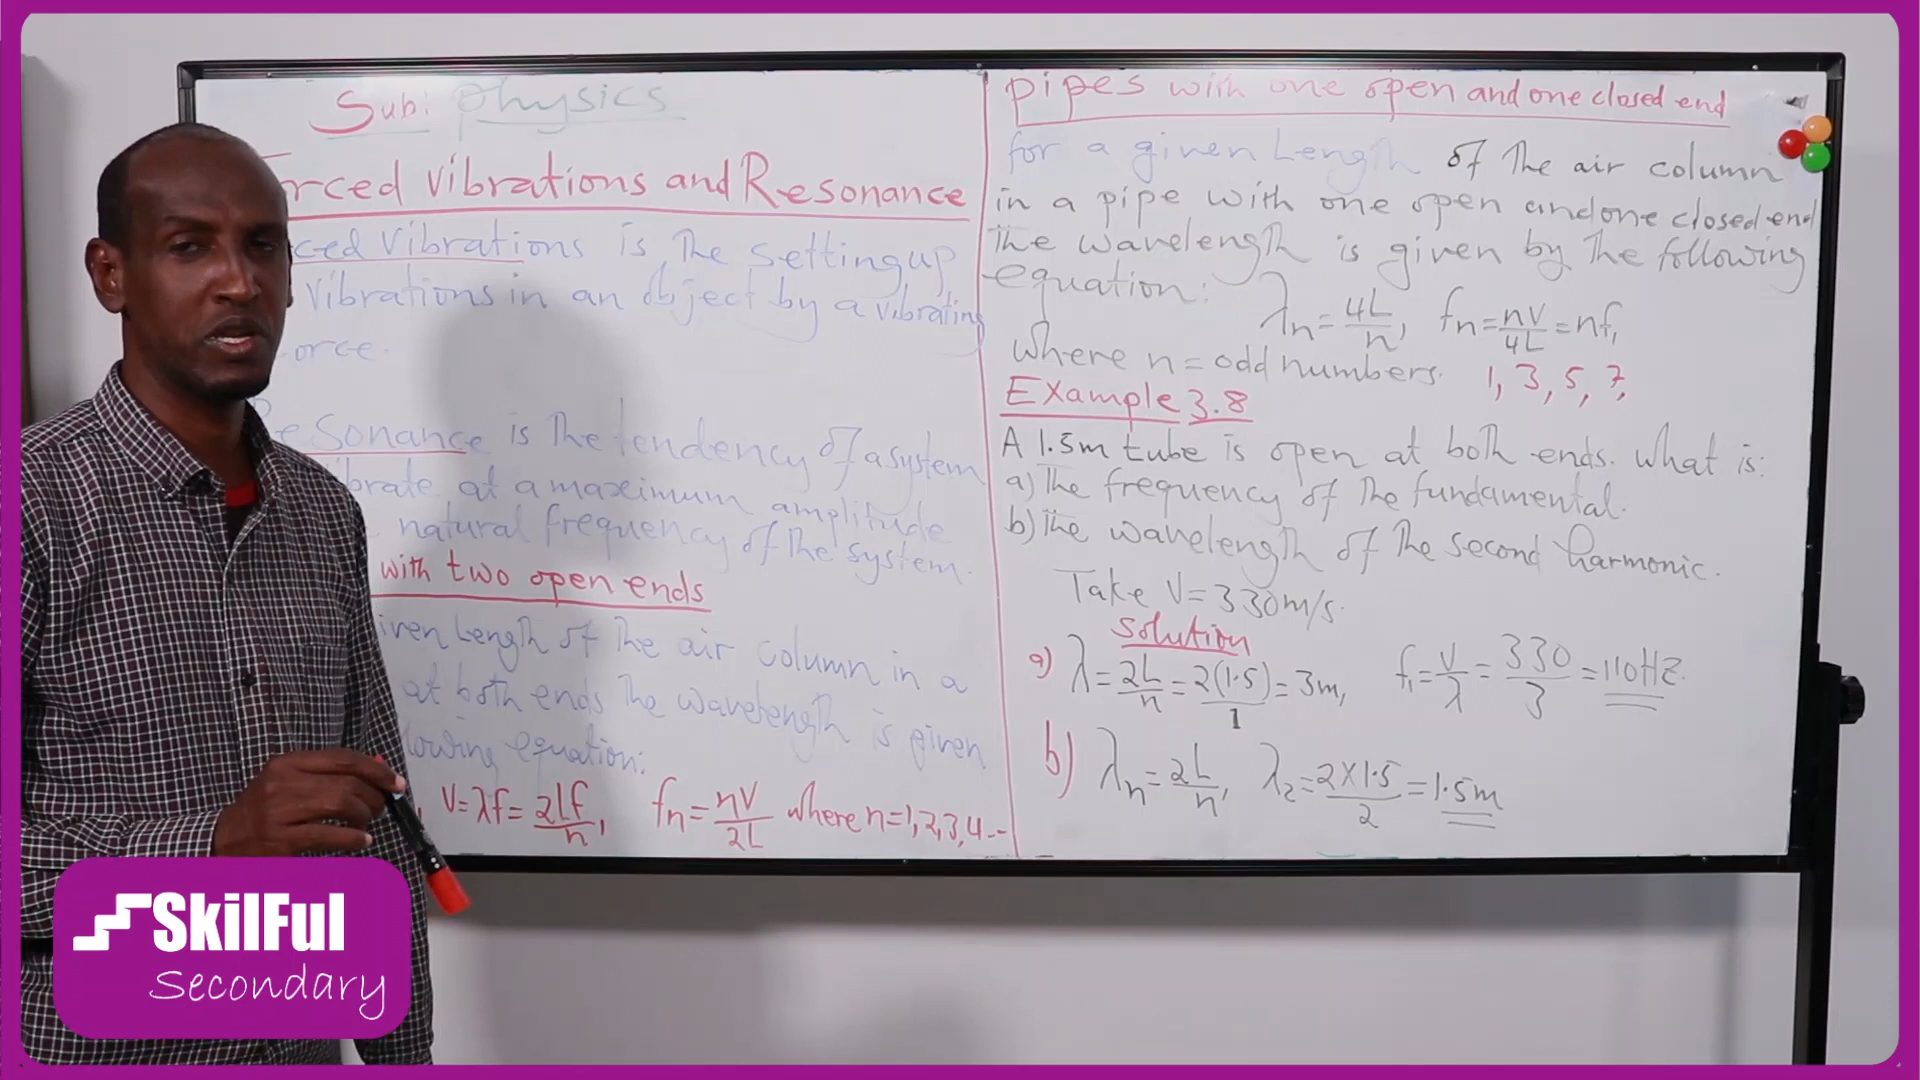 Sub: Physics
Forced Vibrations and Resonance
ced Vibrations is the setting up
Vibrations in an object by a vibrating
orce.
Resonance is the tendency of a system
brate at a maximum amplitude
natural frequency of the system.
with two open ends
iven Length of the air column in a
at both ends the wavelength is given
lowing equation:
V=λf=2Lf/n, fn=nV/2L where n=1,2,3,4---
Pipes with one open and one closed end
for a given Length of the air column
in a pipe with one open and one closed end
the wavelength is given by the following
equation: λn=4L/n, fn=nV/4L=nf1
where n=odd numbers. 1, 3, 5, 7,
Example 3.8
A 1.5m tube is open at both ends. what is:
a) the frequency of the fundamental.
b) the wavelength of the second harmonic.
Take V=330m/s.
Solution
a) λ=2L/n=2(1.5)/1=3m, f1=V/λ=330/3=110HZ.
b) λn=2L/n, λ2=2X1.5/2=1.5m
SkilFul
Secondary